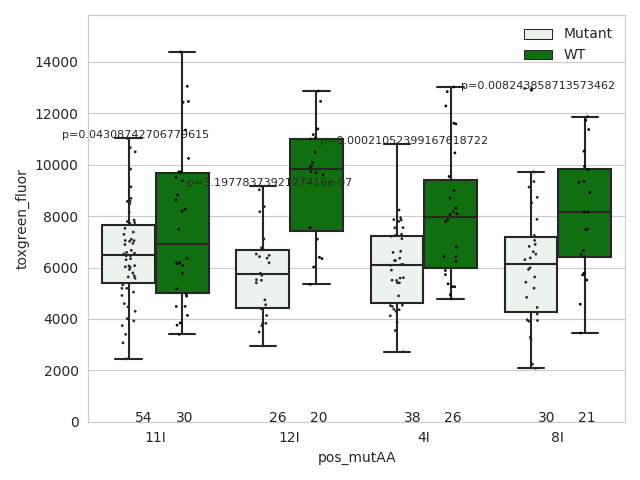 Mutant
WT
14000
12000
10000
8000
6000
4000
2000
0
toxgreen_fluor
p=0.04308742706779615
p=3.1977837392127416e-07
p=0.00021052399167618722
p=0.008243858713573462
54 30 26 20 38 26 30 21
11I 12I 4I 8I
pos_mutAA